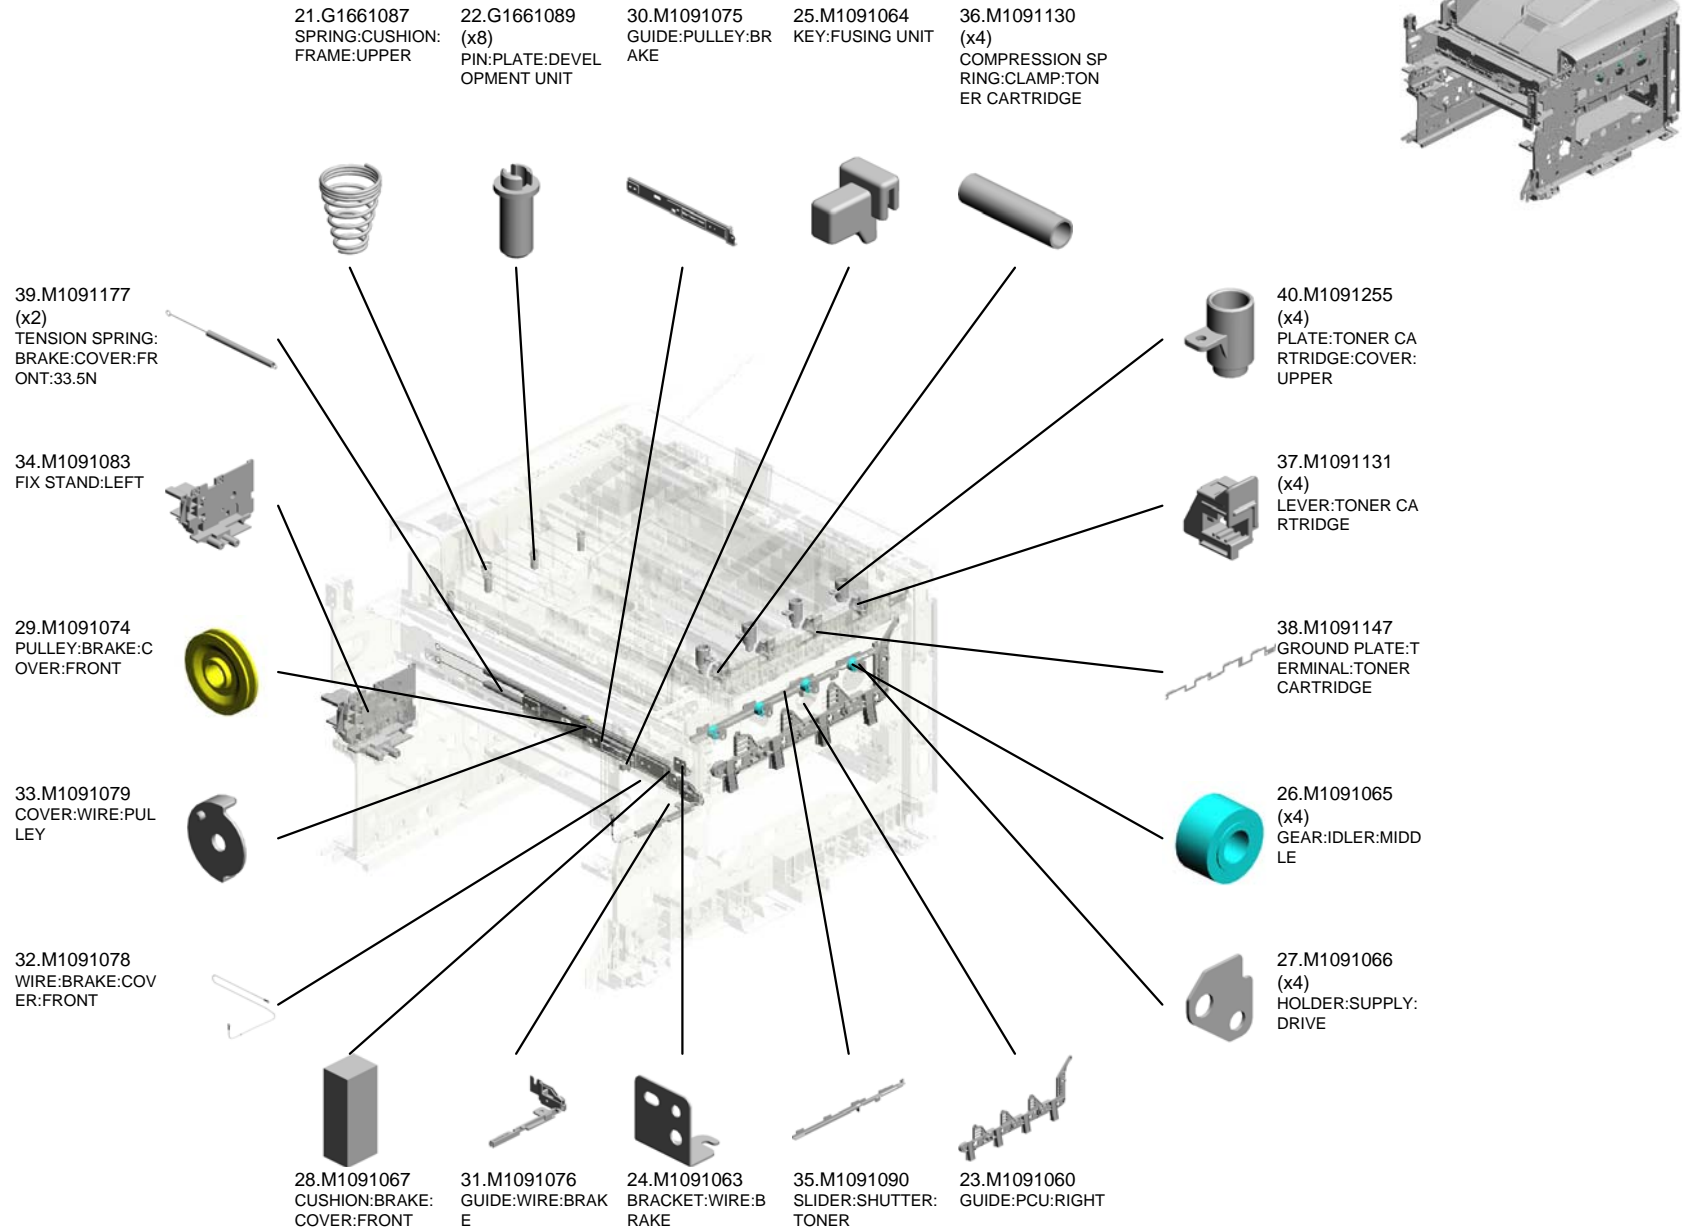 21.G1661087
SPRING:CUSHION:
FRAME:UPPER
22.G1661089
(x8)
PIN:PLATE:DEVEL
OPMENT UNIT
30.M1091075
GUIDE:PULLEY:BR
AKE
25.M1091064
KEY:FUSING UNIT
36.M1091130
(x4)
COMPRESSION SP
RING:CLAMP:TON
ER CARTRIDGE
39.M1091177
(x2)
TENSION SPRING:
BRAKE:COVER:FR
ONT:33.5N
40.M1091255
(x4)
PLATE:TONER CA
RTRIDGE:COVER:
UPPER
34.M1091083
FIX STAND:LEFT
37.M1091131
(x4)
LEVER:TONER CA
RTRIDGE
29.M1091074
PULLEY:BRAKE:C
OVER:FRONT
38.M1091147
GROUND PLATE:T
ERMINAL:TONER
CARTRIDGE
33.M1091079
COVER:WIRE:PUL
LEY
26.M1091065
(x4)
GEAR:IDLER:MIDD
LE
32.M1091078
WIRE:BRAKE:COV
ER:FRONT
27.M1091066
(x4)
HOLDER:SUPPLY:
DRIVE
28.M1091067
CUSHION:BRAKE:
COVER:FRONT
31.M1091076
GUIDE:WIRE:BRAK
E
24.M1091063
BRACKET:WIRE:B
RAKE
35.M1091090
SLIDER:SHUTTER:
TONER
23.M1091060
GUIDE:PCU:RIGHT